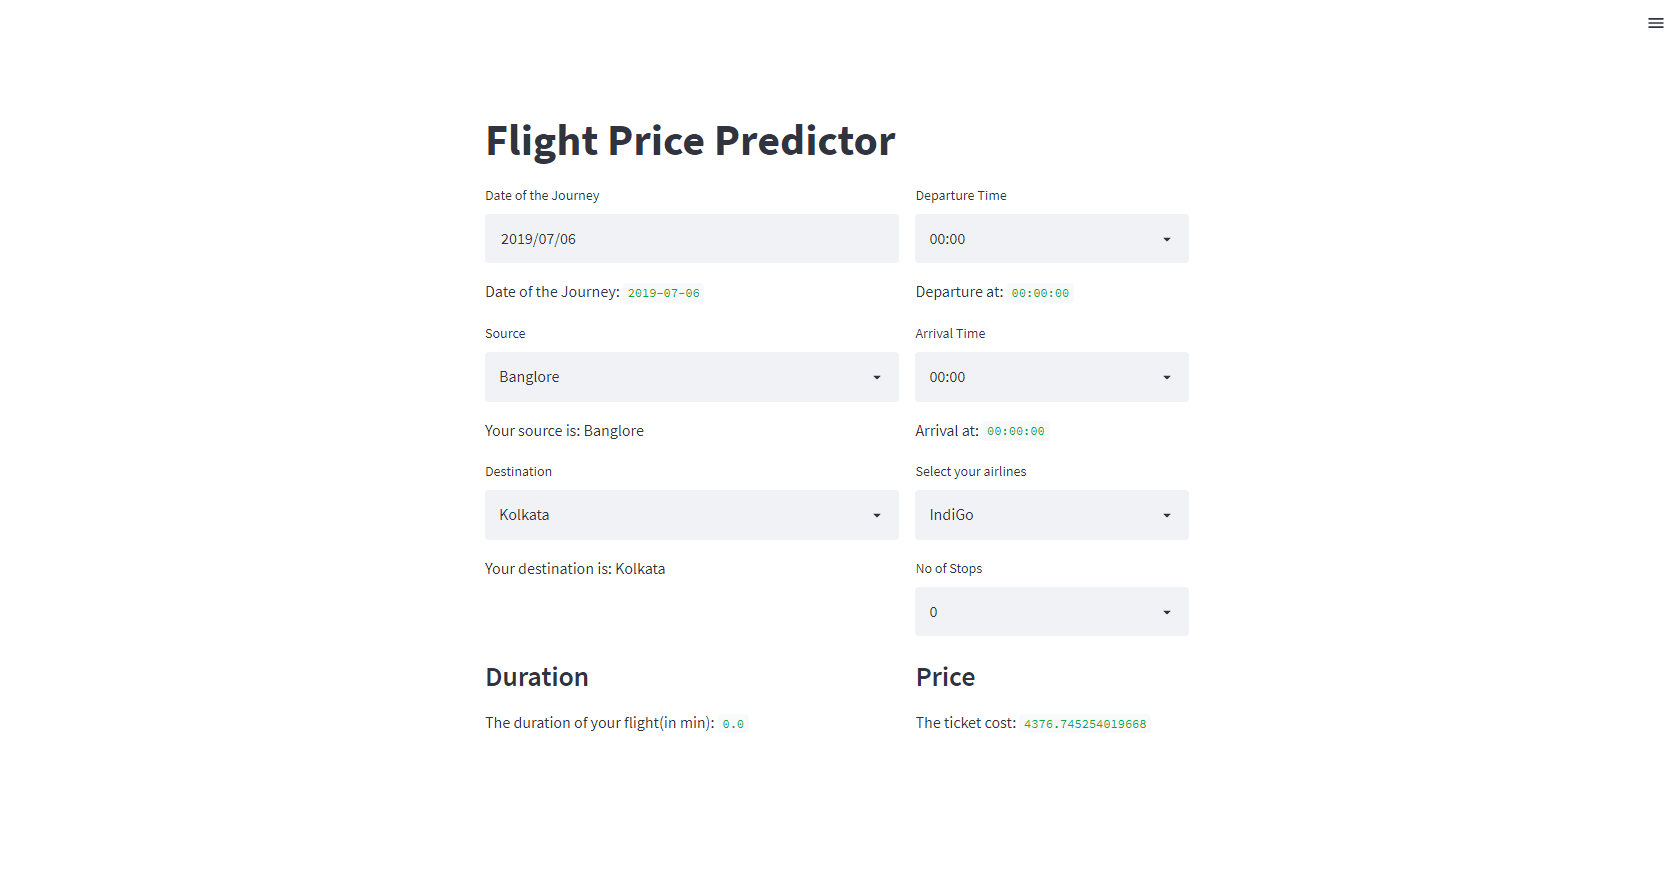 Flight Price Predictor
Date of the Journey
2019/07/06
Date of the Journey: 2019-07-06
Source
Banglore
Your source is: Banglore
Destination
Kolkata
Your destination is: Kolkata
Departure Time
00:00
Departure at: 00:00:00
Arrival Time
00:00
Arrival at: 00:00:00
Select your airlines
IndiGo
No of Stops
0
Duration
The duration of your flight(in min): 0.0
Price
The ticket cost: 4376.745254019668